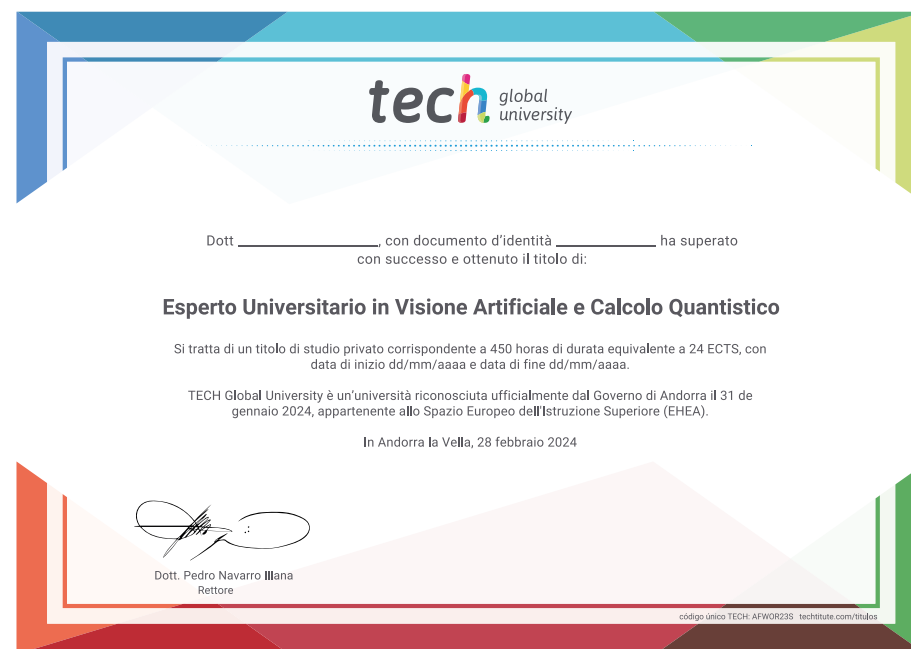 tech global
university
Dott ____________, con documento d'identità ____________ ha superato
con successo e ottenuto il titolo di:
Esperto Universitario in Visione Artificiale e Calcolo Quantistico
Si tratta di un titolo di studio privato corrispondente a 450 horas di durata equivalente a 24 ECTS, con
data di inizio dd/mm/aaaa e data di fine dd/mm/aaaa.
TECH Global University è un'università riconosciuta ufficialmente dal Governo di Andorra il 31 de
gennaio 2024, appartenente allo Spazio Europeo dell'Istruzione Superiore (EHEA).
In Andorra la Vella, 28 febbraio 2024
Dott. Pedro Navarro Illana
Rettore
código único TECH: AFWOR23S techtitute.com/titulos